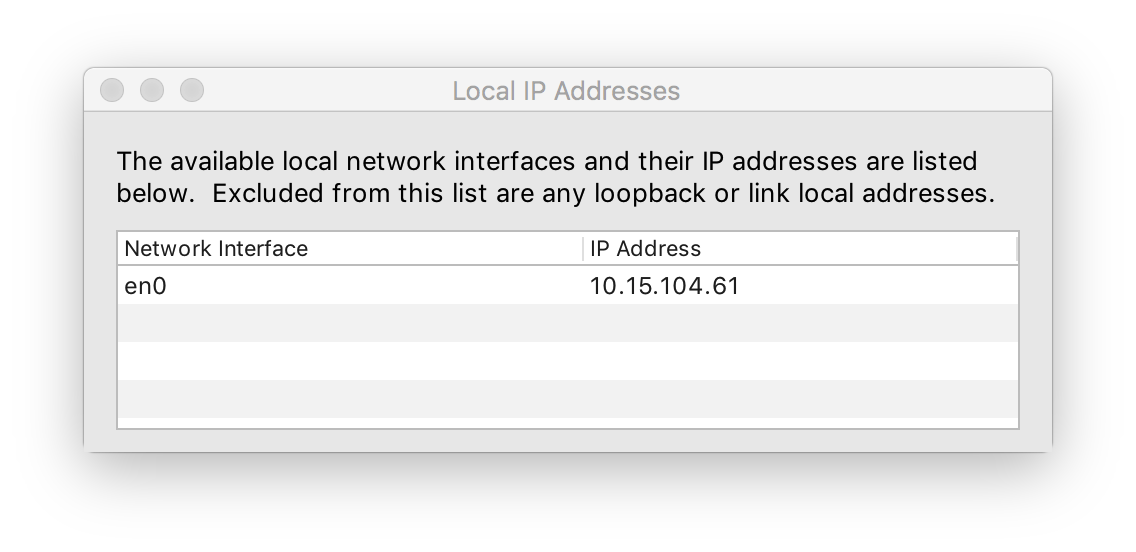 Local IP Addresses
The available local network interfaces and their IP addresses are listed
below.  Excluded from this list are any loopback or link local addresses.
Network Interface IP Address
en0 10.15.104.61